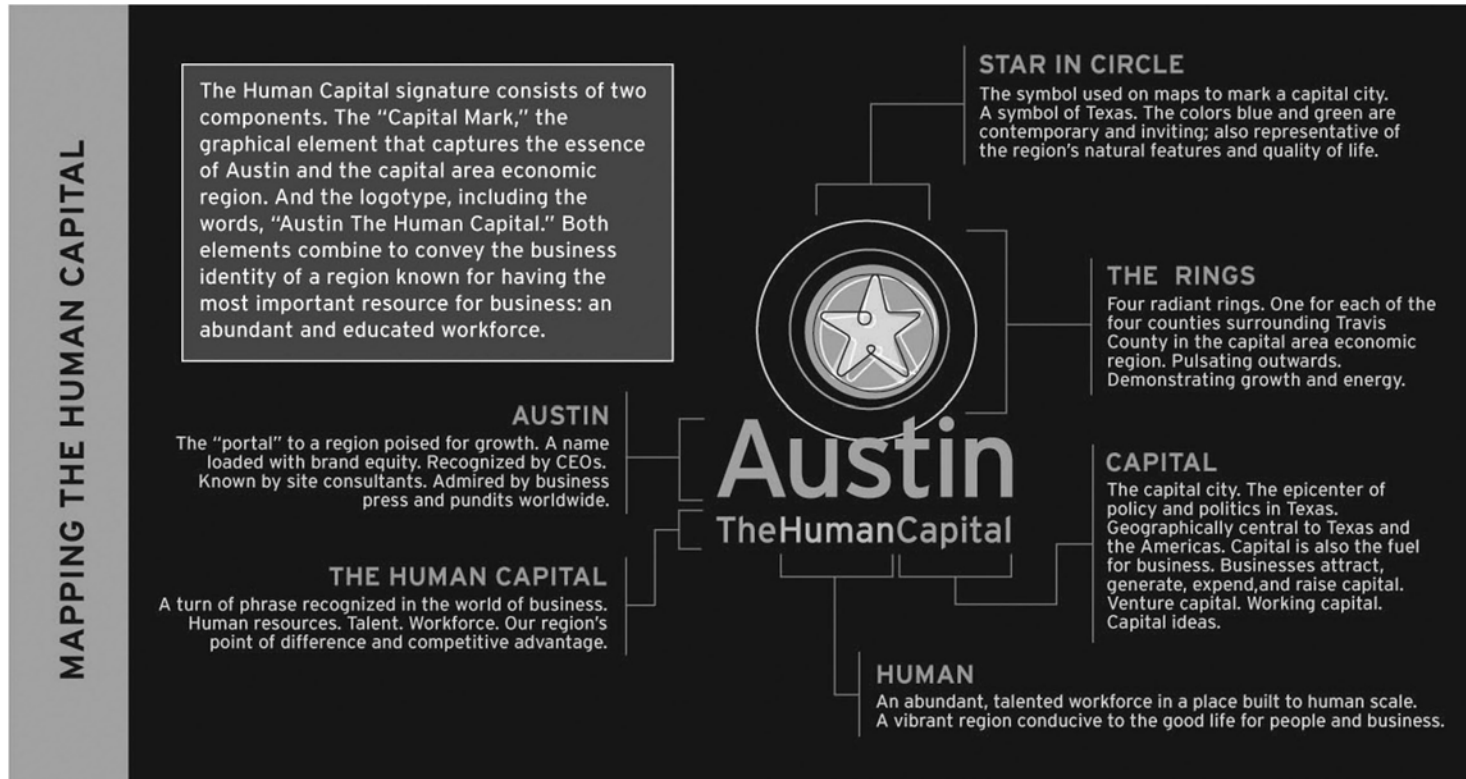 MAPPING THE HUMAN CAPITAL
The Human Capital signature consists of two
components. The “Capital Mark,” the
graphical element that captures the essence
of Austin and the capital area economic
region. And the logotype, including the
words, “Austin The Human Capital.” Both
elements combine to convey the business
identity of a region known for having the
most important resource for business: an
abundant and educated workforce.
STAR IN CIRCLE
The symbol used on maps to mark a capital city.
A symbol of Texas. The colors blue and green are
contemporary and inviting; also representative of
the region’s natural features and quality of life.
THE RINGS
Four radiant rings. One for each of the
four counties surrounding Travis
County in the capital area economic
region. Pulsating outwards.
Demonstrating growth and energy.
AUSTIN
The “portal” to a region poised for growth. A name
loaded with brand equity. Recognized by CEOs.
Known by site consultants. Admired by business
press and pundits worldwide.
Austin
TheHumanCapital
CAPITAL
The capital city. The epicenter of
policy and politics in Texas.
Geographically central to Texas and
the Americas. Capital is also the fuel
for business. Businesses attract,
generate, expend,and raise capital.
Venture capital. Working capital.
Capital ideas.
THE HUMAN CAPITAL
A turn of phrase recognized in the world of business.
Human resources. Talent. Workforce. Our region’s
point of difference and competitive advantage.
HUMAN
An abundant, talented workforce in a place built to human scale.
A vibrant region conducive to the good life for people and business.